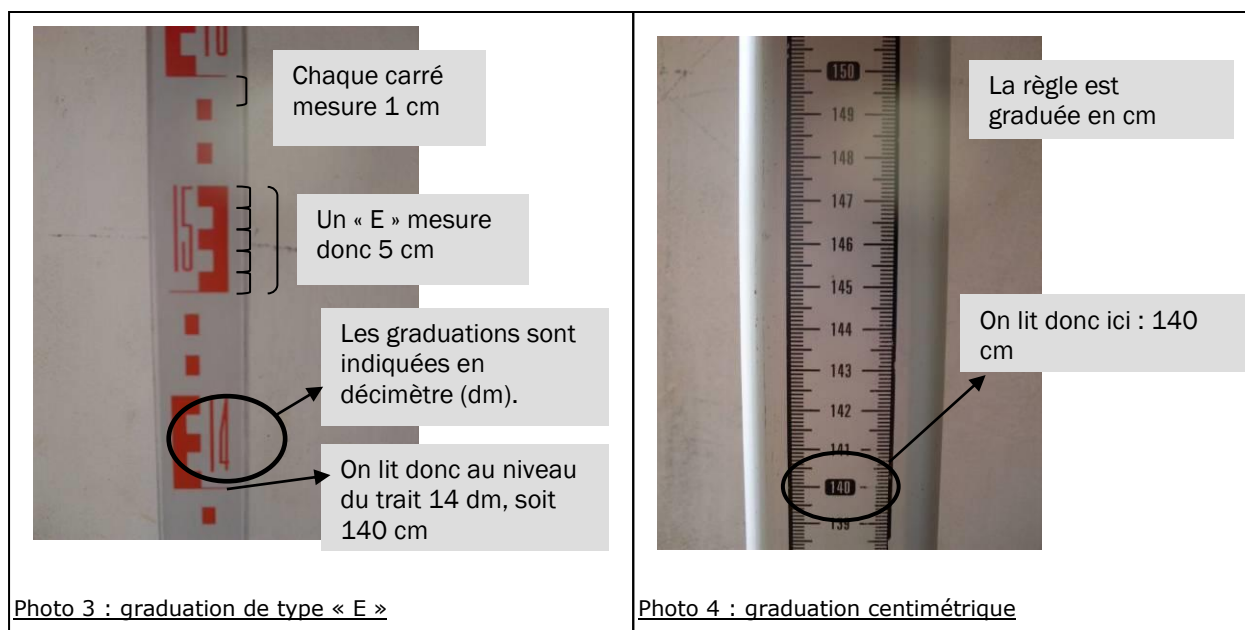 16
Chaque carré
mesure 1 cm
15
Un « E » mesure
donc 5 cm
Les graduations sont
indiquées en
décimètre (dm).
14
On lit donc au niveau
du trait 14 dm, soit
140 cm
Photo 3 : graduation de type « E »
150
149
148
147
146
145
144
143
142
141
140
139
La règle est
graduée en cm
On lit donc ici : 140
cm
Photo 4 : graduation centimétrique